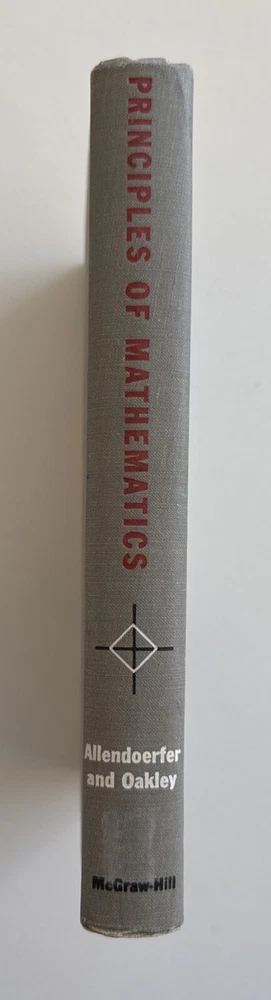 PRINCIPLES OF MATHEMATICS
Allendoerfer
and Oakley
McGraw-Hill